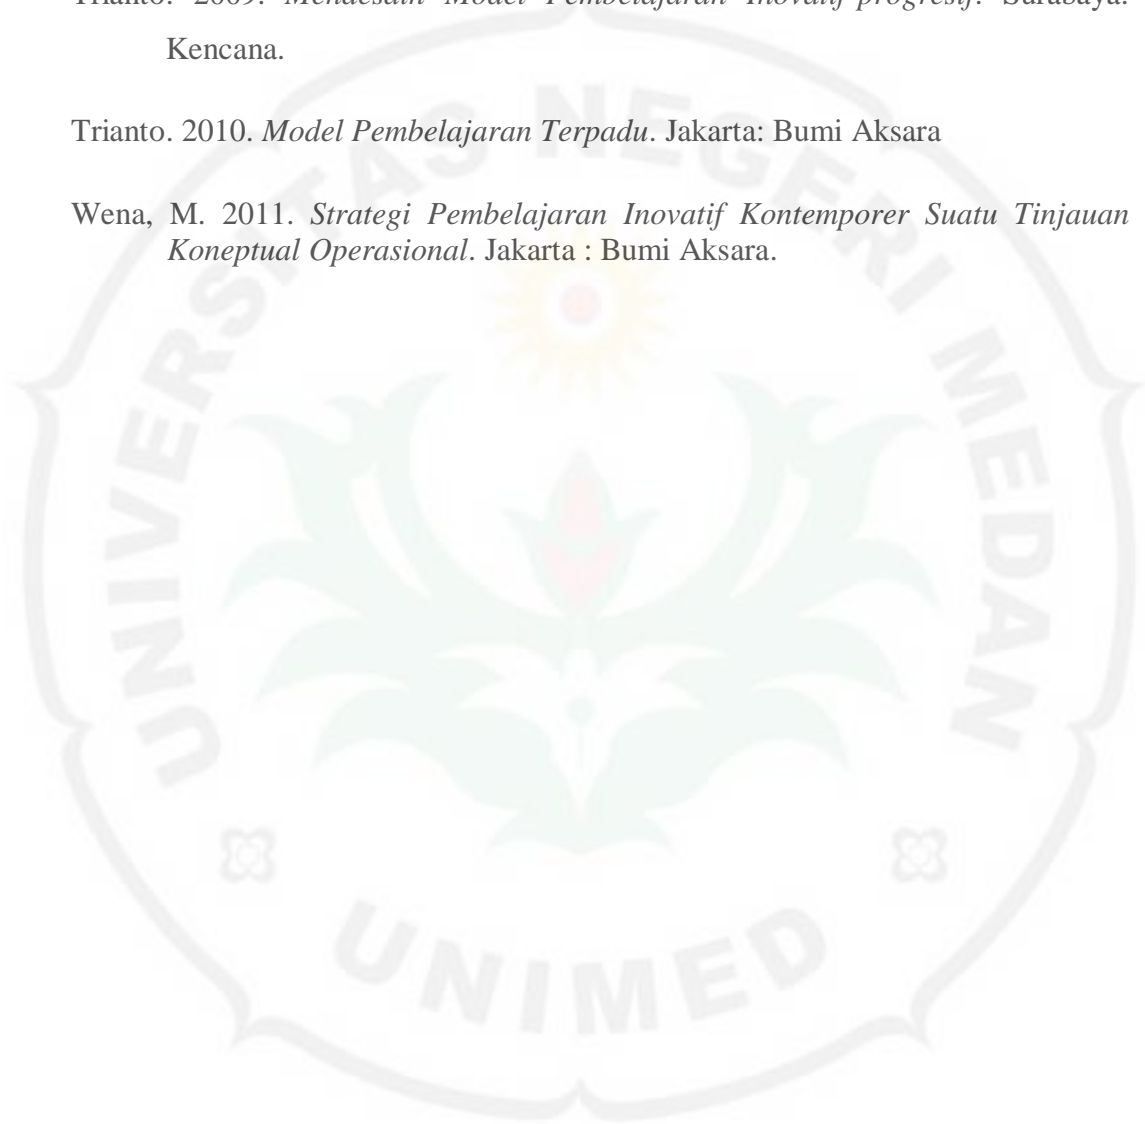 Trianto. 2009. Mendesain Model Pembelajaran Inovatif-progresif. Surabaya:
Kencana.
Trianto. 2010. Model Pembelajaran Terpadu. Jakarta: Bumi Aksara
Wena, M. 2011. Strategi Pembelajaran Inovatif Kontemporer Suatu Tinjauan
Koneptual Operasional. Jakarta : Bumi Aksara.
UNIVERSITAS NEGERI MEDAN
UNIMED